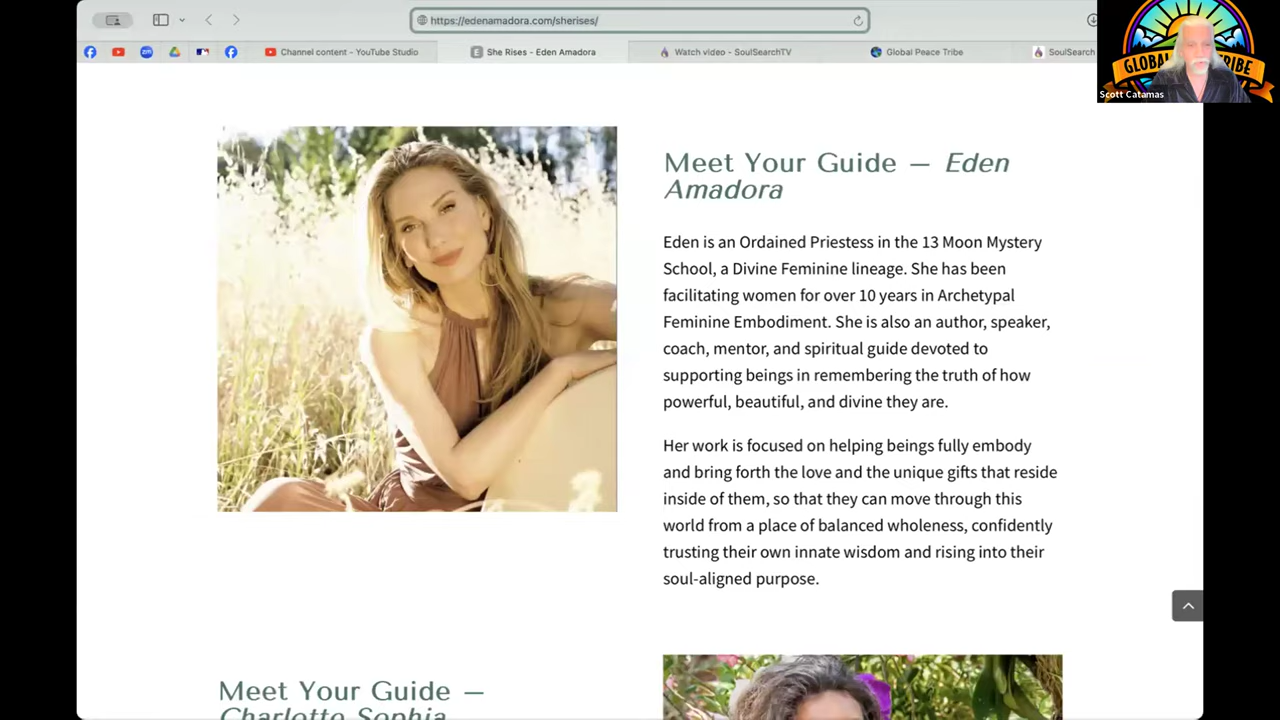 https://edenamadora.com/sherises/
Channel content - YouTube Studio
She Rises - Eden Amadora
Watch video - SoulSearchTV
Global Peace Tribe
SoulSearch
GLOBAL
TRIBE
Scott Catamas
Meet Your Guide – Eden
Amadora
Eden is an Ordained Priestess in the 13 Moon Mystery
School, a Divine Feminine lineage. She has been
facilitating women for over 10 years in Archetypal
Feminine Embodiment. She is also an author, speaker,
coach, mentor, and spiritual guide devoted to
supporting beings in remembering the truth of how
powerful, beautiful, and divine they are.
Her work is focused on helping beings fully embody
and bring forth the love and the unique gifts that reside
inside of them, so that they can move through this
world from a place of balanced wholeness, confidently
trusting their own innate wisdom and rising into their
soul-aligned purpose.
Meet Your Guide –
Charlotte Sophia